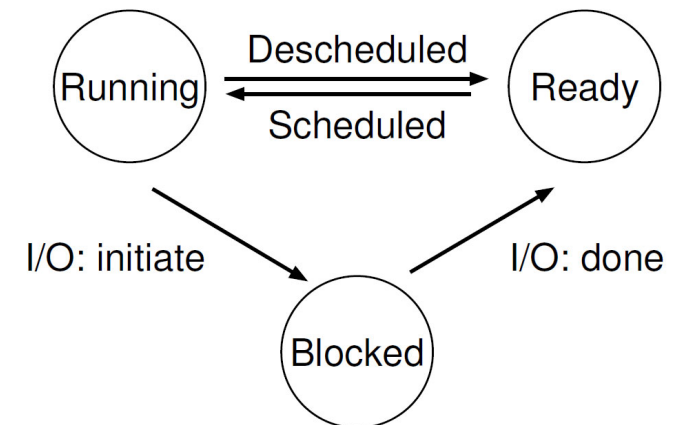 Descheduled
Running
Ready
Scheduled
I/O: initiate
I/O: done
Blocked